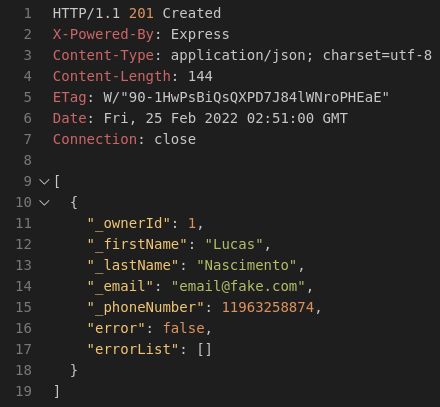 1 HTTP/1.1 201 Created
2 X-Powered-By: Express
3 Content-Type: application/json; charset=utf-8
4 Content-Length: 144
5 ETag: W/"90-1HwPsBiQsQXPD7J84lWNroPHEaE"
6 Date: Fri, 25 Feb 2022 02:51:00 GMT
7 Connection: close
8
9 [
10 {
11 "_ownerId": 1,
12 "_firstName": "Lucas",
13 "_lastName": "Nascimento",
14 "_email": "email@fake.com",
15 "_phoneNumber": 11963258874,
16 "error": false,
17 "errorList": []
18 }
19 ]